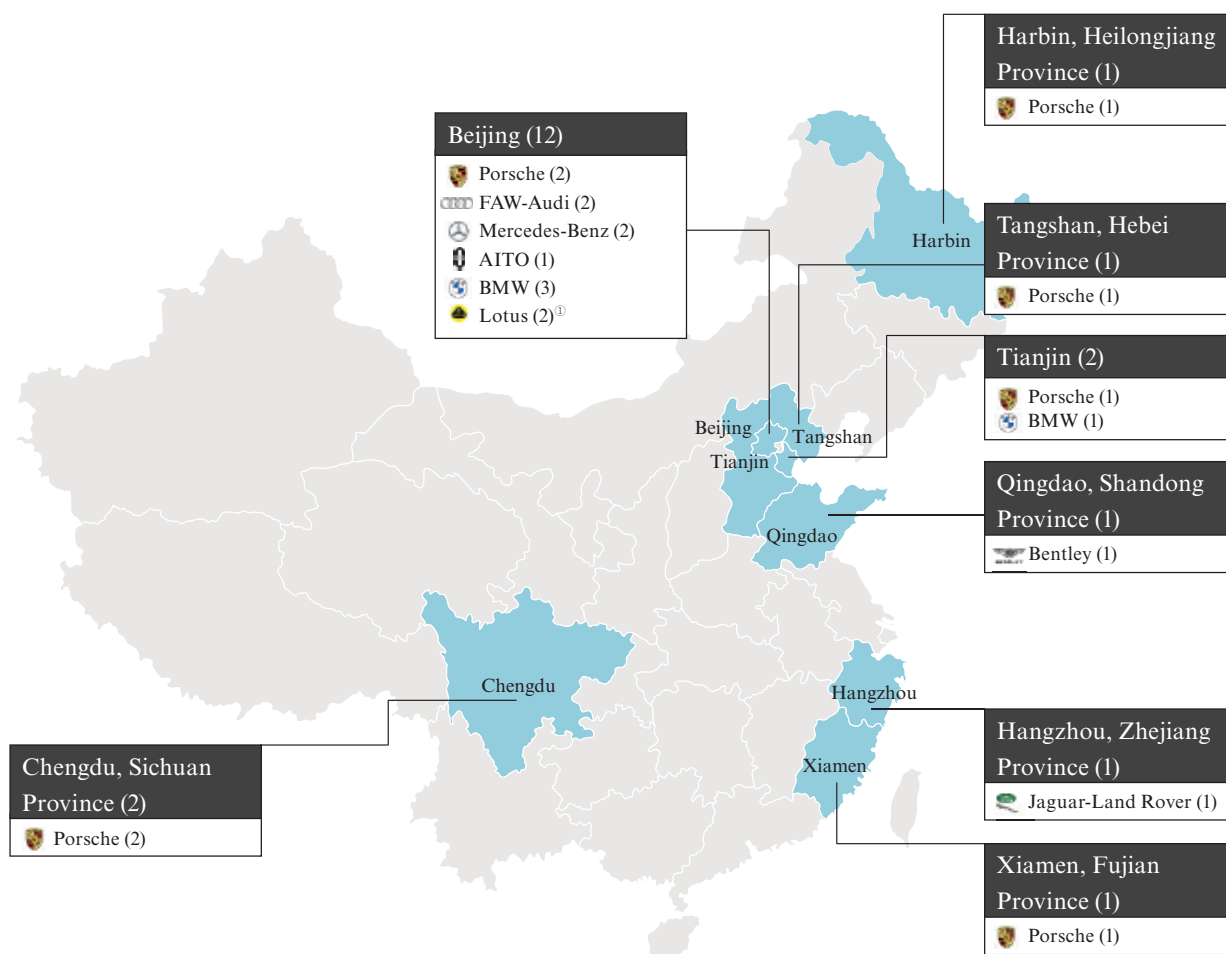 Harbin, Heilongjiang
Province (1)
Porsche (1)
Beijing (12)
Porsche (2)
FAW-Audi (2)
Mercedes-Benz (2)
AITO (1)
BMW (3)
Lotus (2)①
Harbin
Tangshan, Hebei
Province (1)
Porsche (1)
Tianjin (2)
Porsche (1)
BMW (1)
Beijing
Tangshan
Tianjin
Qingdao, Shandong
Province (1)
Bentley (1)
Qingdao
Chengdu
Hangzhou
Hangzhou, Zhejiang
Province (1)
Jaguar-Land Rover (1)
Xiamen
Chengdu, Sichuan
Province (2)
Porsche (2)
Xiamen, Fujian
Province (1)
Porsche (1)